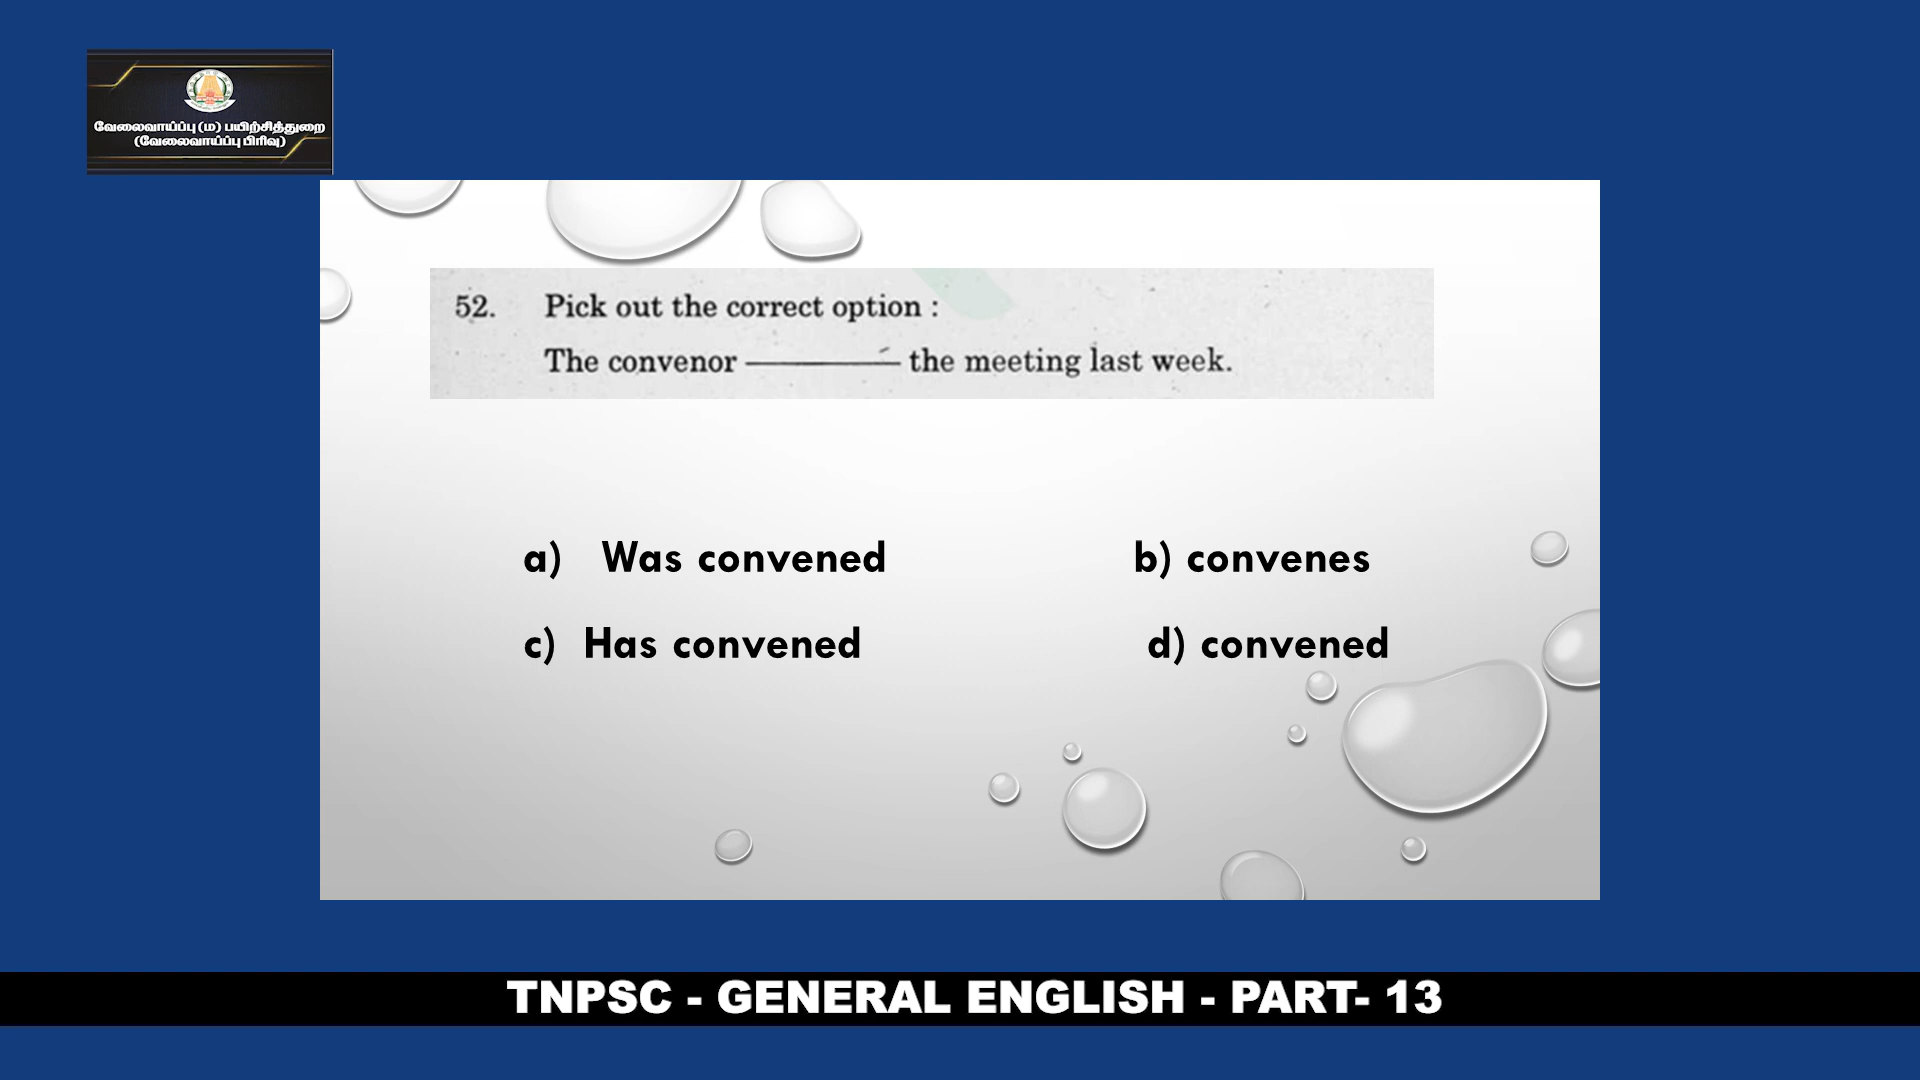 வேலைவாய்ப்பு (ம) பயிற்சித்துறை
(வேலைவாய்ப்பு பிரிவு)
52. Pick out the correct option :
The convenor ———— the meeting last week.
a) Was convened b) convenes
c) Has convened d) convened
TNPSC - GENERAL ENGLISH - PART- 13